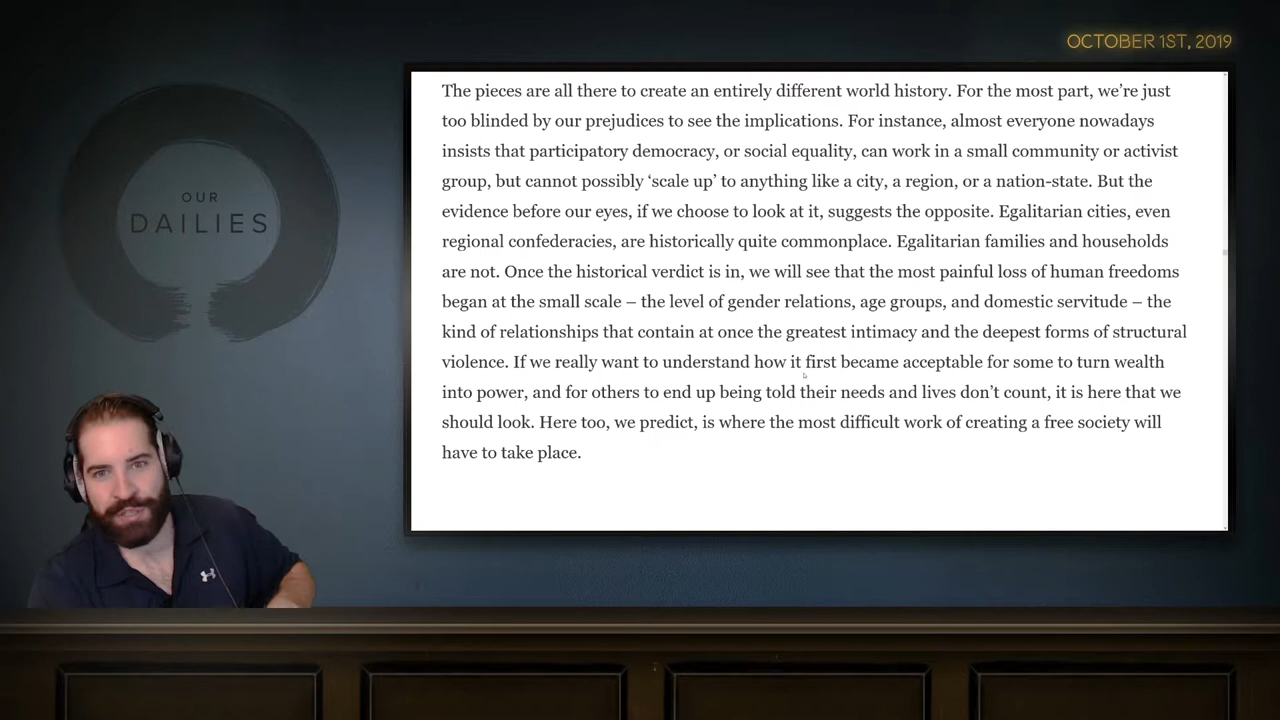 OCTOBER 1ST, 2019
OUR
DAILIES
The pieces are all there to create an entirely different world history. For the most part, we’re just
too blinded by our prejudices to see the implications. For instance, almost everyone nowadays
insists that participatory democracy, or social equality, can work in a small community or activist
group, but cannot possibly ‘scale up’ to anything like a city, a region, or a nation-state. But the
evidence before our eyes, if we choose to look at it, suggests the opposite. Egalitarian cities, even
regional confederacies, are historically quite commonplace. Egalitarian families and households
are not. Once the historical verdict is in, we will see that the most painful loss of human freedoms
began at the small scale – the level of gender relations, age groups, and domestic servitude – the
kind of relationships that contain at once the greatest intimacy and the deepest forms of structural
violence. If we really want to understand how it first became acceptable for some to turn wealth
into power, and for others to end up being told their needs and lives don’t count, it is here that we
should look. Here too, we predict, is where the most difficult work of creating a free society will
have to take place.